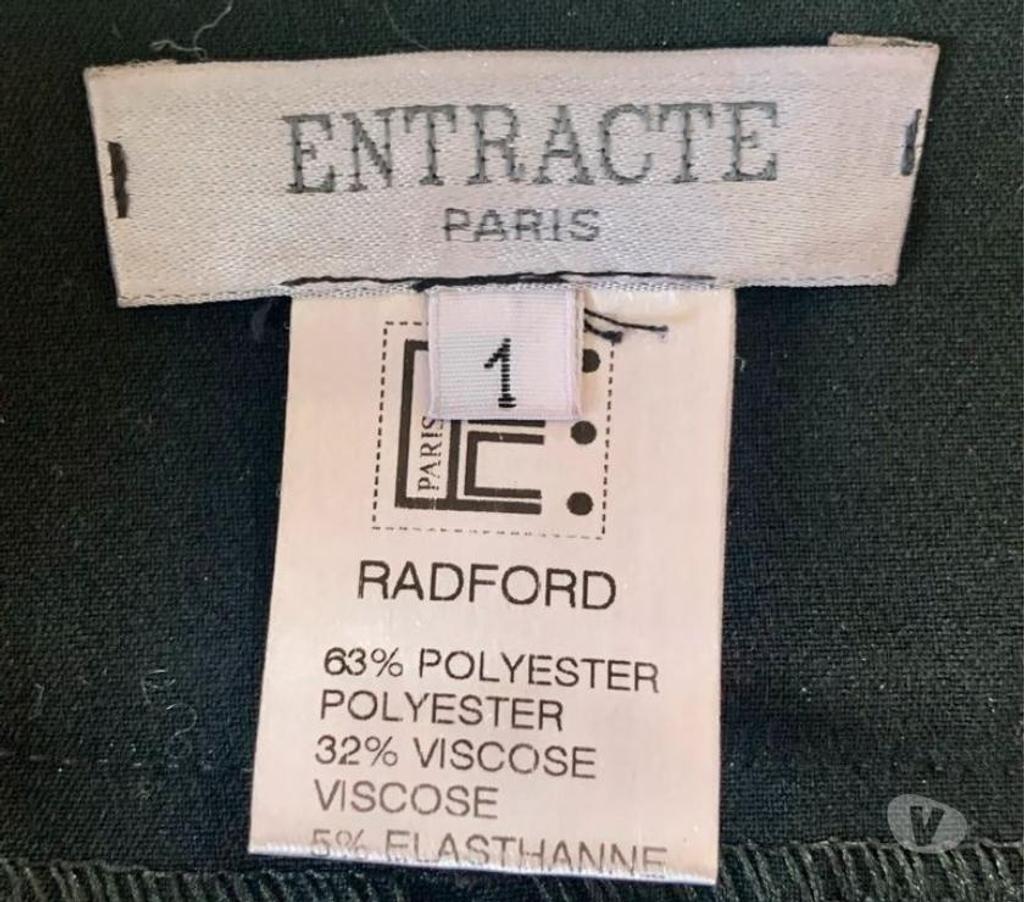 ENTRACTE
PARIS
1
PARIS
RADFORD
63% POLYESTER
POLYESTER
32% VISCOSE
VISCOSE
5% ELASTHANNE
V